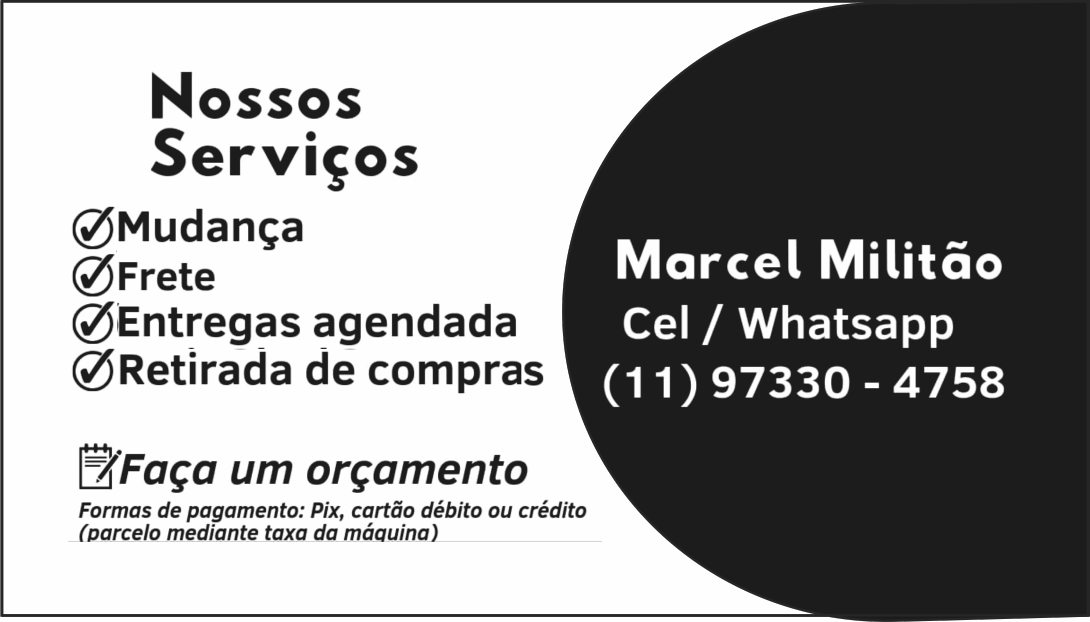 Nossos
Serviços
Mudança
Frete
Entregas agendada
Retirada de compras
Faça um orçamento
Formas de pagamento: Pix, cartão débito ou crédito
(parcelo mediante taxa da máquina)
Marcel Militão
Cel / Whatsapp
(11) 97330 - 4758